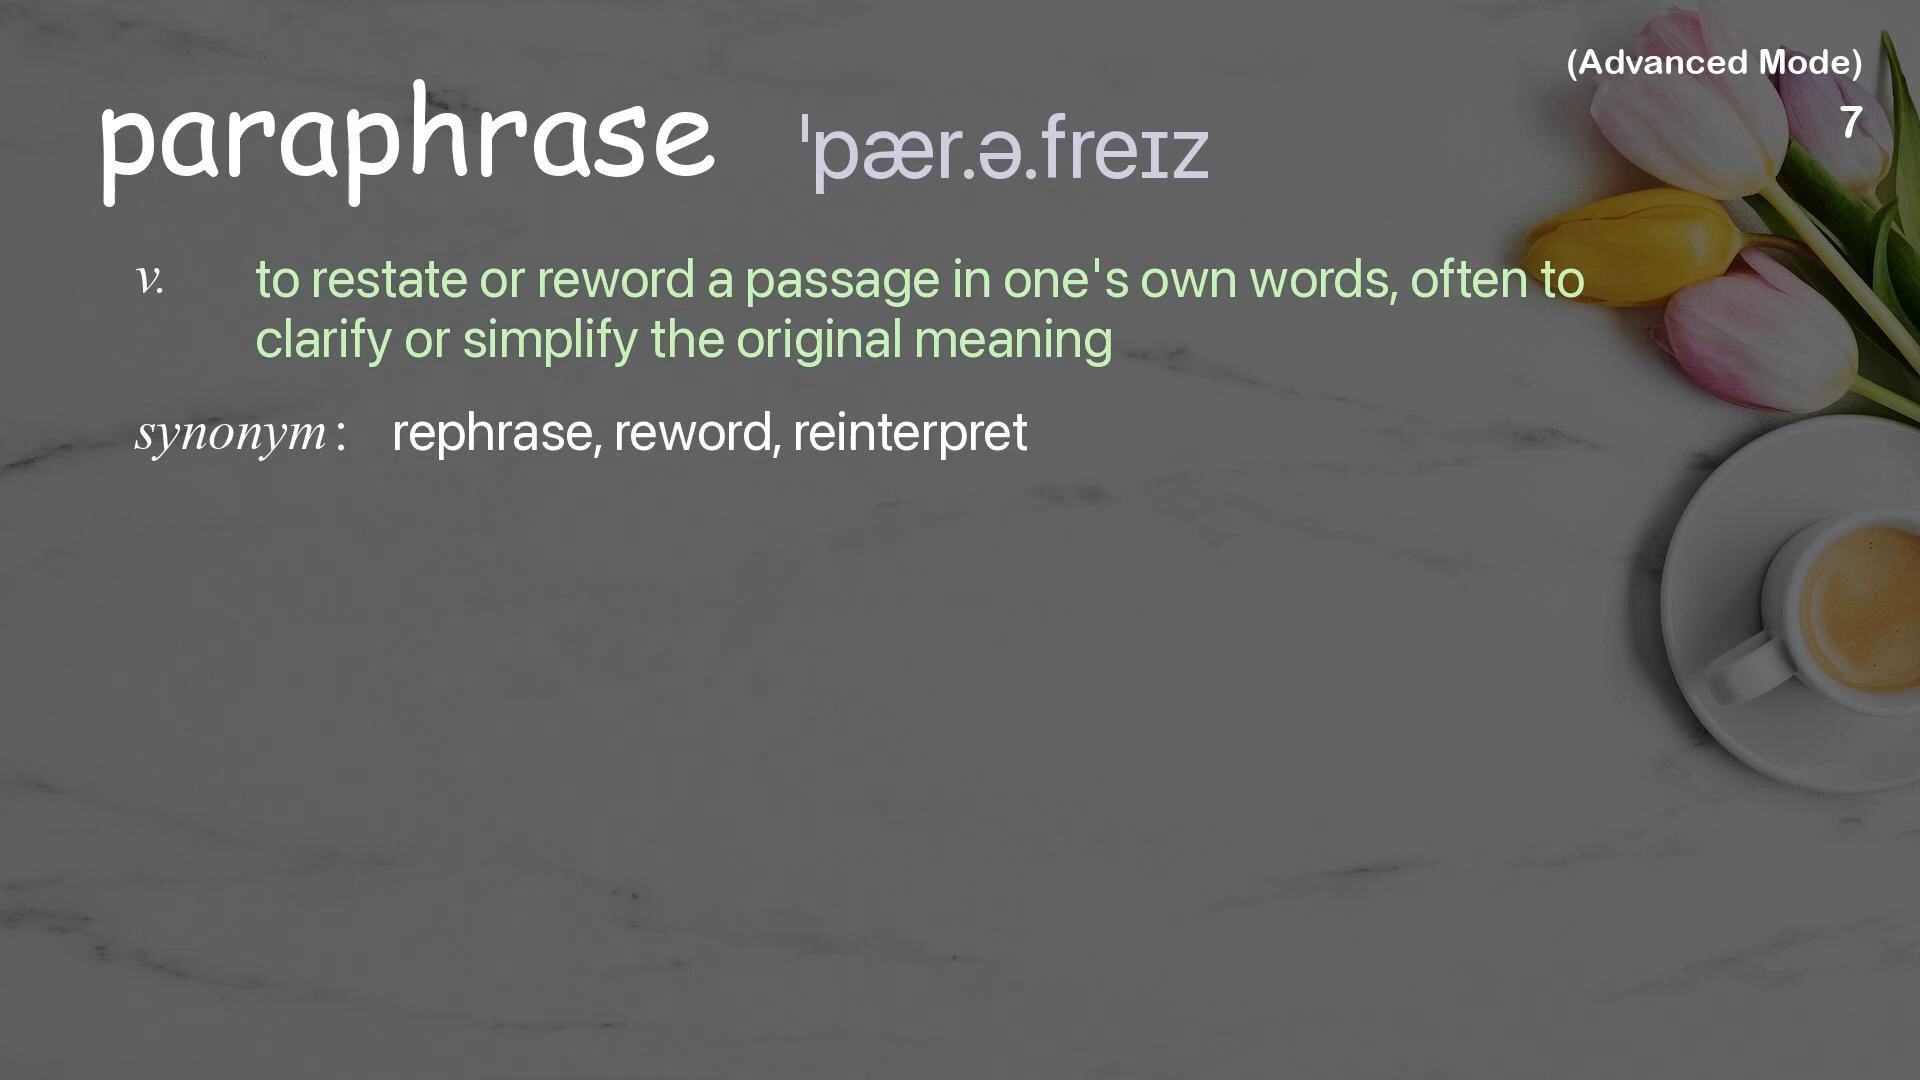 (Advanced Mode)
paraphrase ˈpær.ə.freɪz
7
v. to restate or reword a passage in one's own words, often to
clarify or simplify the original meaning
synonym : rephrase, reword, reinterpret